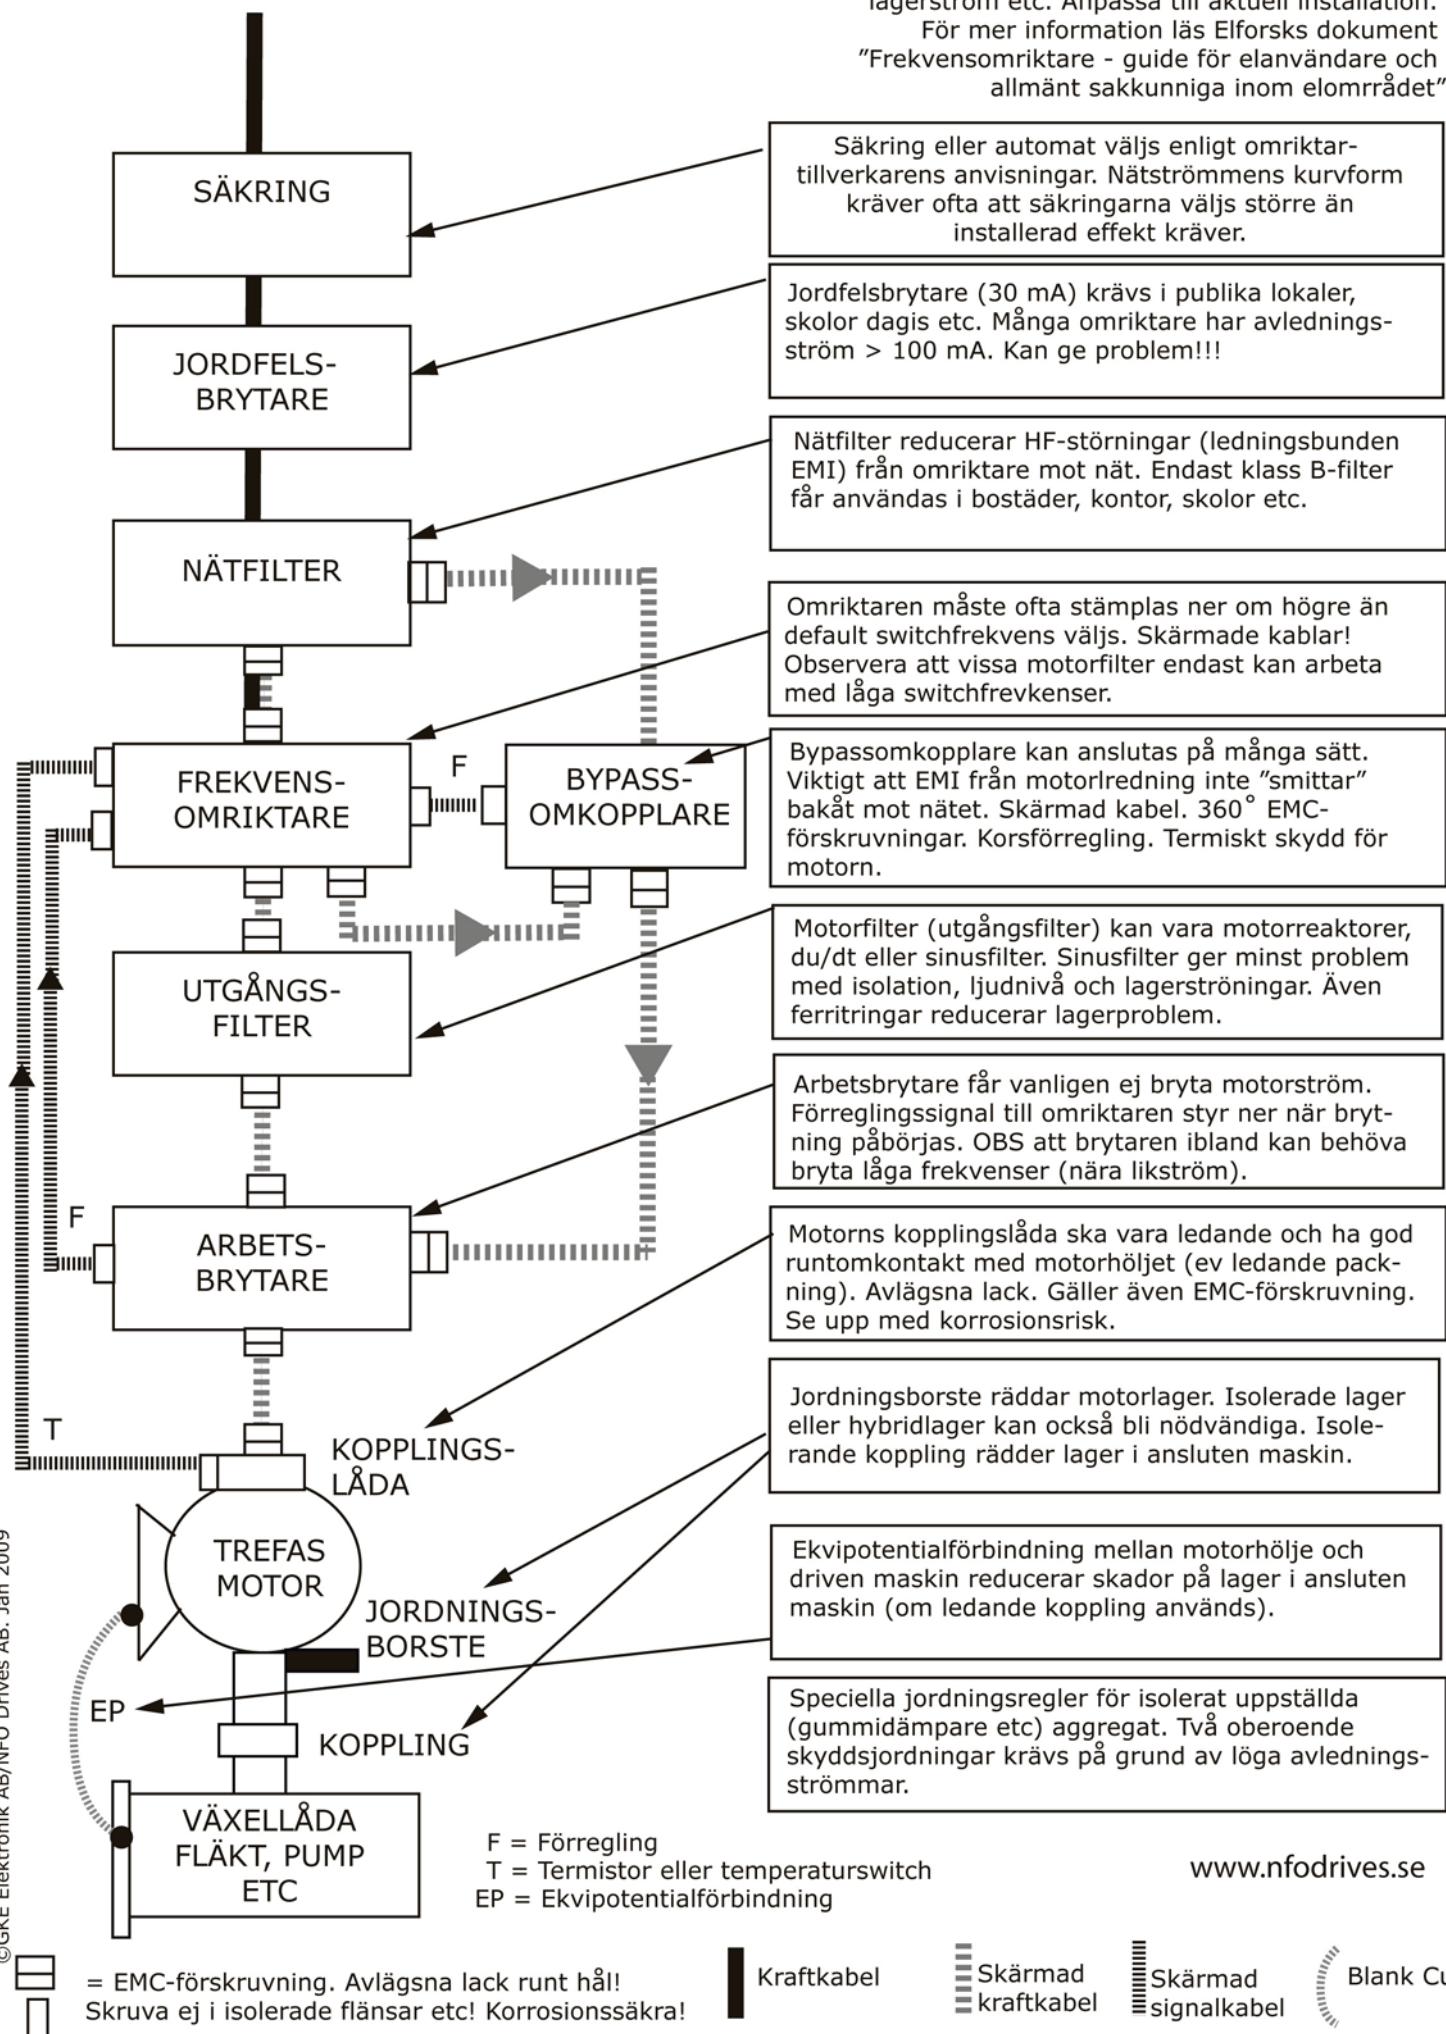 lagerström etc. Anpassa till aktuell installation.
För mer information läs Elforsks dokument
"Frekvensomriktare - guide för elanvändare och
allmänt sakkunniga inom elomrrådet"
SÄKRING
Säkring eller automat väljs enligt omriktar-
tillverkarens anvisningar. Nätströmmens kurvform
kräver ofta att säkringarna väljs större än
installerad effekt kräver.
JORDFELS-
BRYTARE
Jordfelsbrytare (30 mA) krävs i publika lokaler,
skolor dagis etc. Många omriktare har avlednings-
ström > 100 mA. Kan ge problem!!!
NÄTFILTER
Nätfilter reducerar HF-störningar (ledningsbunden
EMI) från omriktare mot nät. Endast klass B-filter
får användas i bostäder, kontor, skolor etc.
Omriktaren måste ofta stämplas ner om högre än
default switchfrekvens väljs. Skärmade kablar!
Observera att vissa motorfilter endast kan arbeta
med låga switchfrevkenser.
FREKVENS-
OMRIKTARE
F
BYPASS-
OMKOPPLARE
Bypassomkopplare kan anslutas på många sätt.
Viktigt att EMI från motorlredning inte "smittar"
bakåt mot nätet. Skärmad kabel. 360° EMC-
förskruvningar. Korsförregling. Termiskt skydd för
motorn.
UTGÅNGS-
FILTER
Motorfilter (utgångsfilter) kan vara motorreaktorer,
du/dt eller sinusfilter. Sinusfilter ger minst problem
med isolation, ljudnivå och lagerströningar. Även
ferritringar reducerar lagerproblem.
Arbetsbrytare får vanligen ej bryta motorström.
Förreglingssignal till omriktaren styr ner när bryt-
ning påbörjas. OBS att brytaren ibland kan behöva
bryta låga frekvenser (nära likström).
F
ARBETS-
BRYTARE
Motorns kopplingslåda ska vara ledande och ha god
runtomkontakt med motorhöljet (ev ledande pack-
ning). Avlägsna lack. Gäller även EMC-förskruvning.
Se upp med korrosionsrisk.
T
KOPPLINGS-
LÅDA
Jordningsborste räddar motorlager. Isolerade lager
eller hybridlager kan också bli nödvändiga. Isole-
rande koppling rädder lager i ansluten maskin.
TREFAS
MOTOR
JORDNINGS-
BORSTE
Ekvipotentialförbindning mellan motorhölje och
driven maskin reducerar skador på lager i ansluten
maskin (om ledande koppling används).
EP
KOPPLING
Speciella jordningsregler för isolerat uppställda
(gummidämpare etc) aggregat. Två oberoende
skyddsjordningar krävs på grund av löga avlednings-
strömmar.
VÄXELLÅDA
FLÄKT, PUMP
ETC
F = Förregling
T = Termistor eller temperaturswitch
EP = Ekvipotentialförbindning
www.nfodrives.se
©GKE Elektronik AB/NFO Drives AB. Jan 2009
= EMC-förskruvning. Avlägsna lack runt hål!
Skruva ej i isolerade flänsar etc! Korrosionssäkra!
Kraftkabel
Skärmad
kraftkabel
Skärmad
signalkabel
Blank Cu